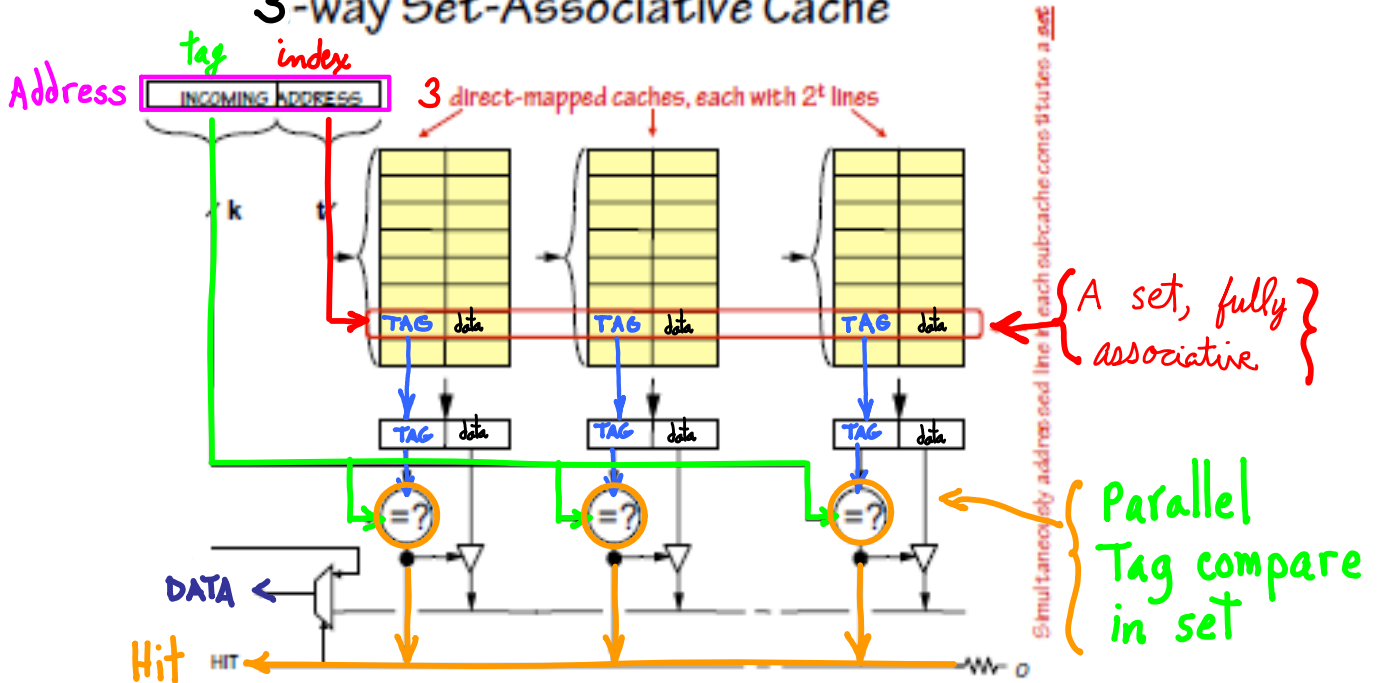 3-way Set-Associative Cache
tag index
Address INCOMING ADDRESS
3 direct-mapped caches, each with 2ᵗ lines
k t
TAG data TAG data TAG data
A set, fully
associative
TAG data TAG data TAG data
=? =? =?
Parallel
Tag compare
in set
DATA
Hit HIT
0
Simultaneously addressed line in each subcache constitutes a set